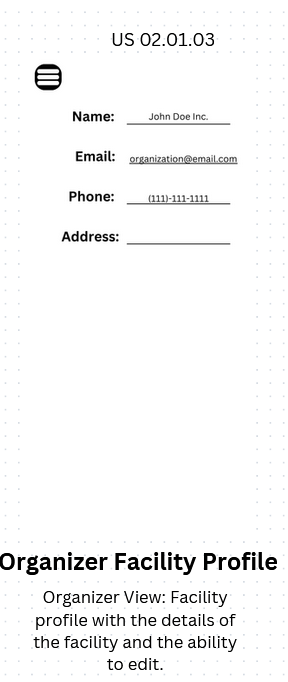 US 02.01.03
Name: John Doe Inc.
Email: organization@email.com
Phone: (111)-111-1111
Address:
Organizer Facility Profile
Organizer View: Facility
profile with the details of
the facility and the ability
to edit.